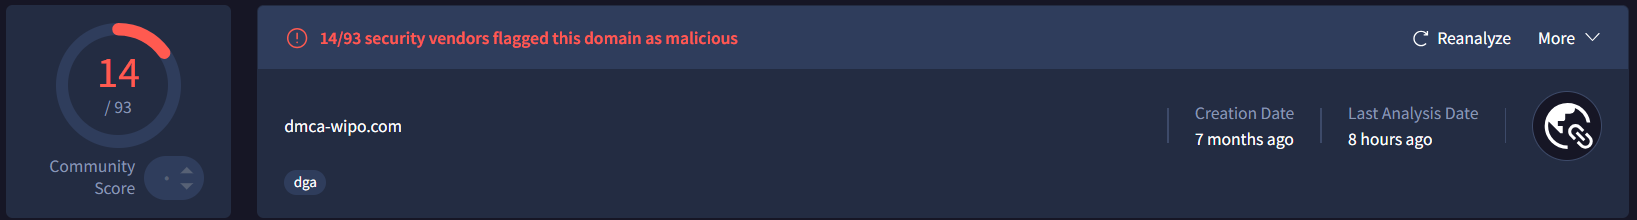 14
/ 93
Community
Score
14/93 security vendors flagged this domain as malicious
Reanalyze
More
dmca-wipo.com
Creation Date
7 months ago
Last Analysis Date
8 hours ago
dga